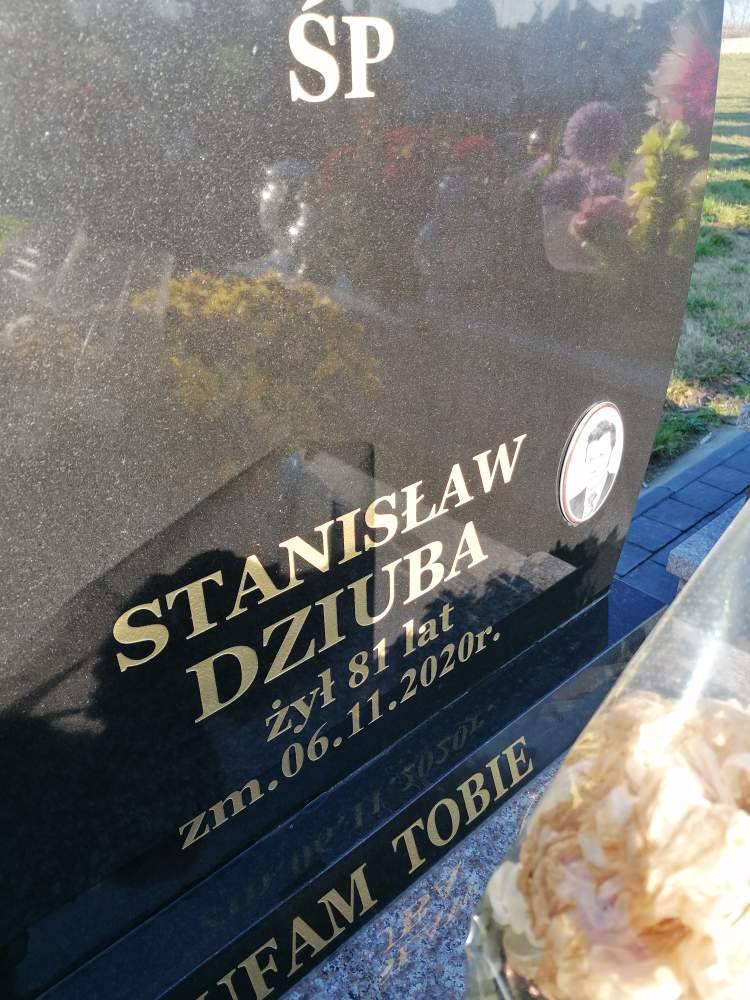 ŚP
STANISŁAW
DZIUBA
żył 81 lat
zm.06.11.2020r.
UFAM TOBIE